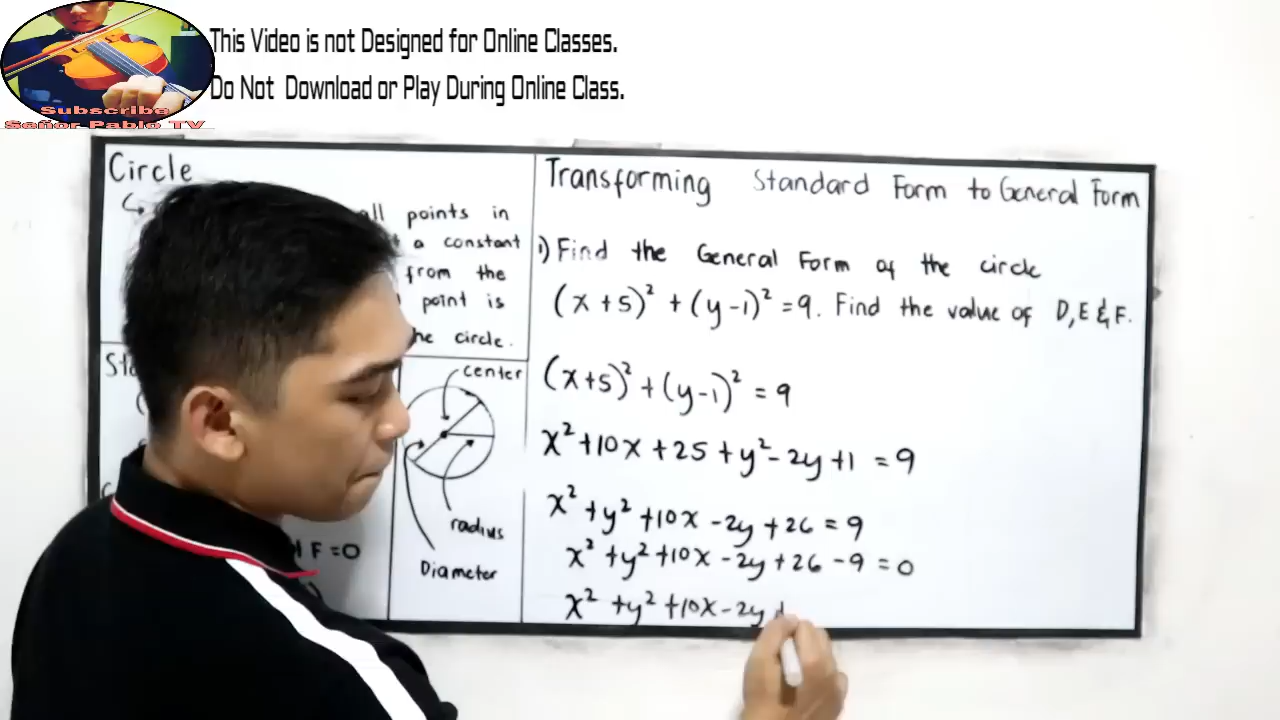 This Video is not Designed for Online Classes.
Do Not Download or Play During Online Class.
Subscribe
Señor Pablo TV
Circle
all points in
a constant
from the
point is
the circle.
center
radius
Diameter
F = 0
Transforming Standard Form to General Form
1) Find the General Form of the circle
(x + 5)² + (y - 1)² = 9. Find the value of D, E & F.
(x + 5)² + (y - 1)² = 9
x² + 10x + 25 + y² - 2y + 1 = 9
x² + y² + 10x - 2y + 26 = 9
x² + y² + 10x - 2y + 26 - 9 = 0
x² + y² + 10x - 2y +